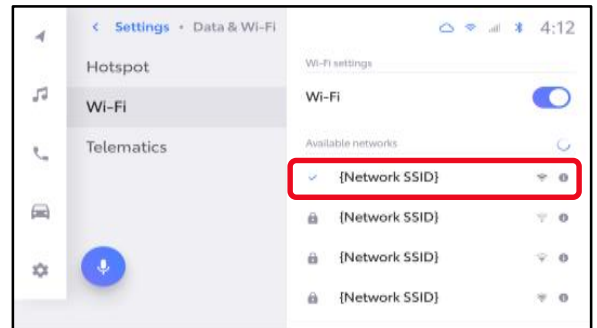 Settings • Data & Wi-Fi
4:12
Hotspot
Wi-Fi
Telematics
Wi-Fi settings
Wi-Fi
Available networks
{Network SSID}
{Network SSID}
{Network SSID}
{Network SSID}